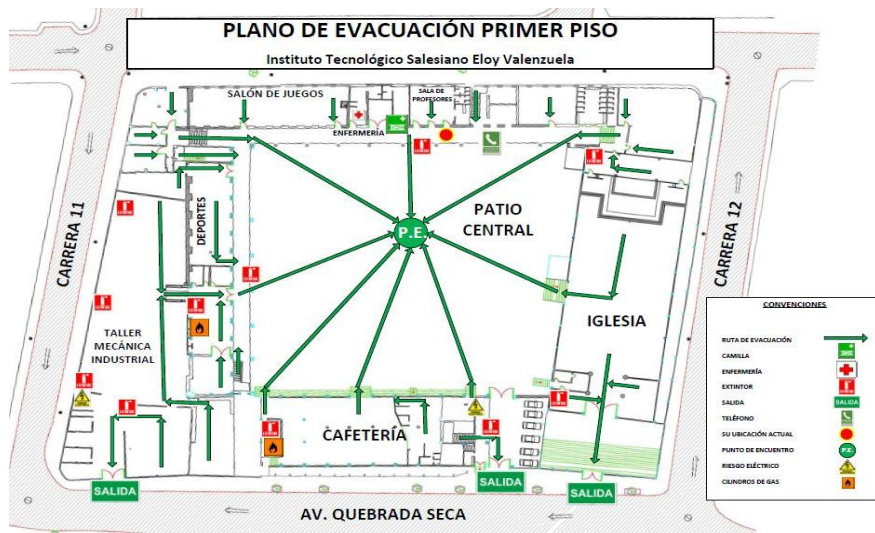 PLANO DE EVACUACIÓN PRIMER PISO
Instituto Tecnológico Salesiano Eloy Valenzuela
SALÓN DE JUEGOS
SALA DE
PROFESORES
ENFERMERÍA
CARRERA 11
DEPORTES
P.E.
PATIO
CENTRAL
CARRERA 12
TALLER
MECÁNICA
INDUSTRIAL
IGLESIA
CAFETERÍA
SALIDA
SALIDA
SALIDA
AV. QUEBRADA SECA
CONVENCIONES
RUTA DE EVACUACIÓN
CAMILLA
ENFERMERÍA
EXTINTOR
SALIDA
SALIDA
TELÉFONO
SU UBICACIÓN ACTUAL
PUNTO DE ENCUENTRO
P.E.
RIESGO ELÉCTRICO
CILINDROS DE GAS